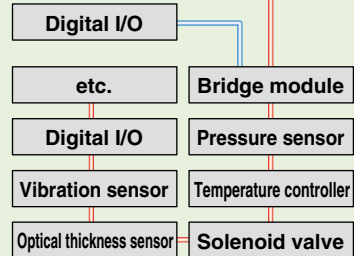 Digital I/O
etc.
Bridge module
Digital I/O
Pressure sensor
Vibration sensor
Temperature controller
Optical thickness sensor
Solenoid valve